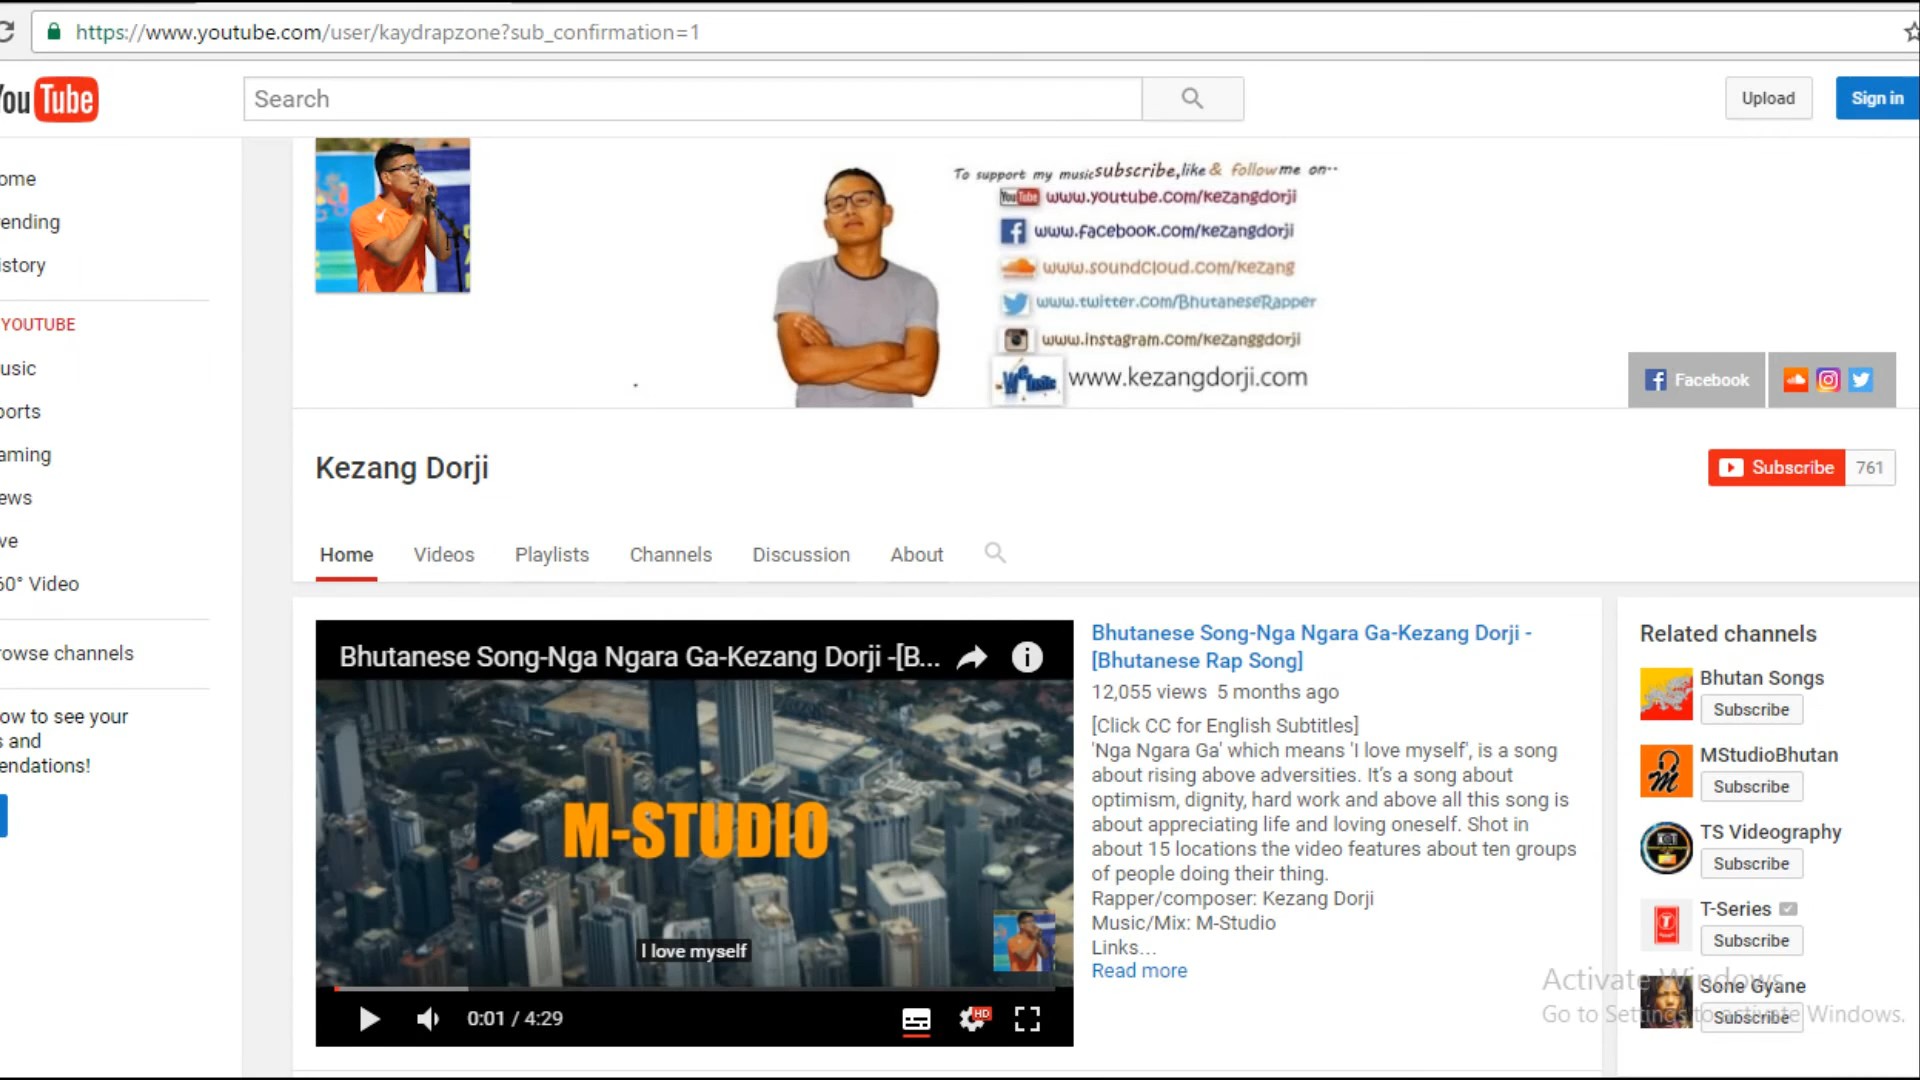 https://www.youtube.com/user/kaydrapzone?sub_confirmation=1
You Tube
Search
Upload
Sign in
ome
ending
istory
YOUTUBE
usic
ports
aming
ews
ve
60° Video
rowse channels
ow to see your
s and
endations!
To support my music subscribe, like & follow me on--
YouTube www.youtube.com/kezangdorji
www.facebook.com/kezangdorji
www.soundcloud.com/kezang
www.twitter.com/BhutaneseRapper
www.instagram.com/kezanggdorji
www.kezangdorji.com
Facebook
Kezang Dorji
Subscribe 761
Home Videos Playlists Channels Discussion About
Bhutanese Song-Nga Ngara Ga-Kezang Dorji -[B...
M-STUDIO
I love myself
0:01 / 4:29
HD
Bhutanese Song-Nga Ngara Ga-Kezang Dorji -
[Bhutanese Rap Song]
12,055 views 5 months ago
[Click CC for English Subtitles]
'Nga Ngara Ga' which means 'I love myself', is a song
about rising above adversities. It's a song about
optimism, dignity, hard work and above all this song is
about appreciating life and loving oneself. Shot in
about 15 locations the video features about ten groups
of people doing their thing.
Rapper/composer: Kezang Dorji
Music/Mix: M-Studio
Links...
Read more
Related channels
Bhutan Songs
Subscribe
MStudioBhutan
Subscribe
TS Videography
Subscribe
T-Series
Subscribe
Sone Gyane
Subscribe
Activate Windows
Go to Settings to activate Windows.